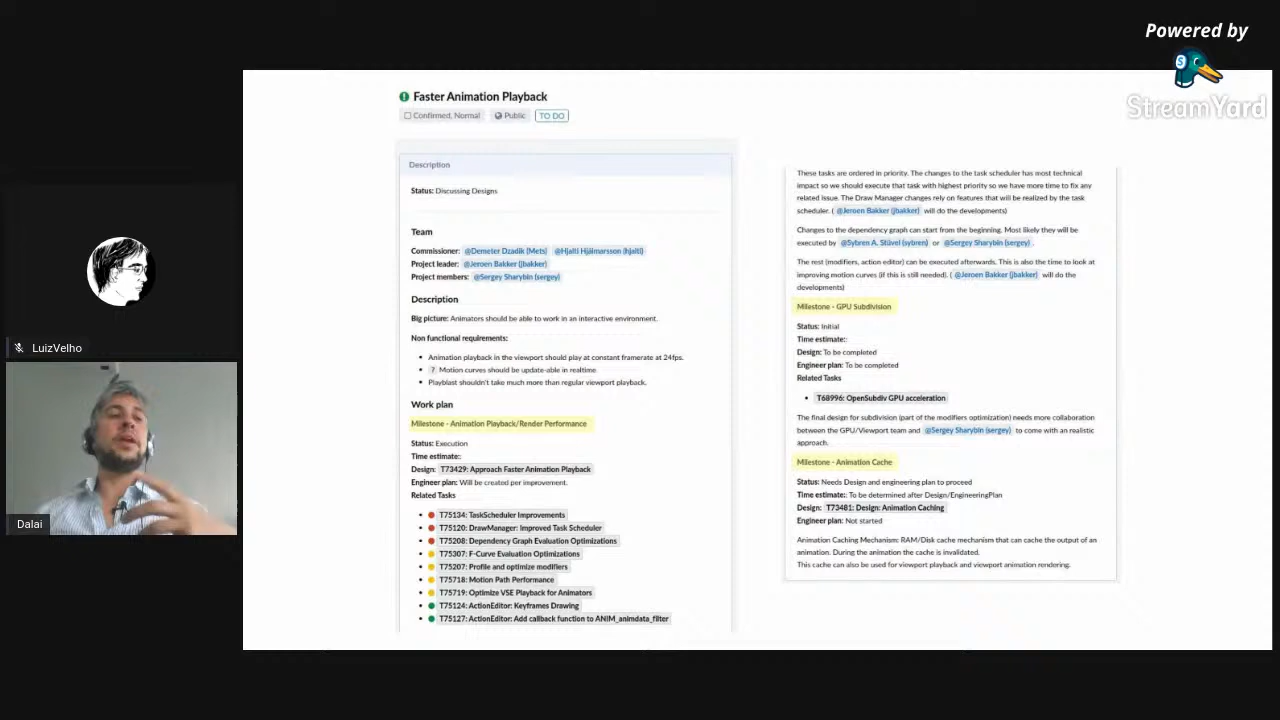 Powered by
StreamYard
Faster Animation Playback
Confirmed, Normal Public TO DO
Description
Status: Discussing Designs
Team
Commissioner: @Demeter Dzadik (Mets) @Hjalti Hjálmarsson (hjalti)
Project leader: @Jeroen Bakker (jbakker)
Project members: @Sergey Sharybin (sergey)
Description
Big picture: Animators should be able to work in an interactive environment.
Non functional requirements:
Animation playback in the viewport should play at constant framerate at 24fps.
? Motion curves should be update-able in realtime
Playblast shouldn't take much more than regular viewport playback.
Work plan
Milestone - Animation Playback/Render Performance
Status: Execution
Time estimate:
Design: T73429: Approach Faster Animation Playback
Engineer plan: Will be created per improvement.
Related Tasks
T75134: TaskScheduler Improvements
T75120: DrawManager: Improved Task Scheduler
T75208: Dependency Graph Evaluation Optimizations
T75307: F-Curve Evaluation Optimizations
T75207: Profile and optimize modifiers
T75718: Motion Path Performance
T75719: Optimize VSE Playback for Animators
T75124: ActionEditor: Keyframes Drawing
T75127: ActionEditor: Add callback function to ANIM_animdata_filter
These tasks are ordered in priority. The changes to the task scheduler has most technical
impact so we should execute that task with highest priority so we have more time to fix any
related issue. The Draw Manager changes rely on features that will be realized by the task
scheduler. ( @Jeroen Bakker (jbakker) will do the developments)
Changes to the dependency graph can start from the beginning. Most likely they will be
executed by @Sybren A. Stüvel (sybren) or @Sergey Sharybin (sergey) .
The rest (modifiers, action editor) can be executed afterwards. This is also the time to look at
improving motion curves (if this is still needed). ( @Jeroen Bakker (jbakker) will do the
developments)
Milestone - GPU Subdivision
Status: Initial
Time estimate:
Design: To be completed
Engineer plan: To be completed
Related Tasks
T68996: OpenSubdiv GPU acceleration
The final design for subdivision (part of the modifiers optimization) needs more collaboration
between the GPU/Viewport team and @Sergey Sharybin (sergey) to come with an realistic
approach.
Milestone - Animation Cache
Status: Needs Design and engineering plan to proceed
Time estimate: To be determined after Design/EngineeringPlan
Design: T73481: Design: Animation Caching
Engineer plan: Not started
Animation Caching Mechanism: RAM/Disk cache mechanism that can cache the output of an
animation. During the animation the cache is invalidated.
This cache can also be used for viewport playback and viewport animation rendering.
LuizVelho
Dalai